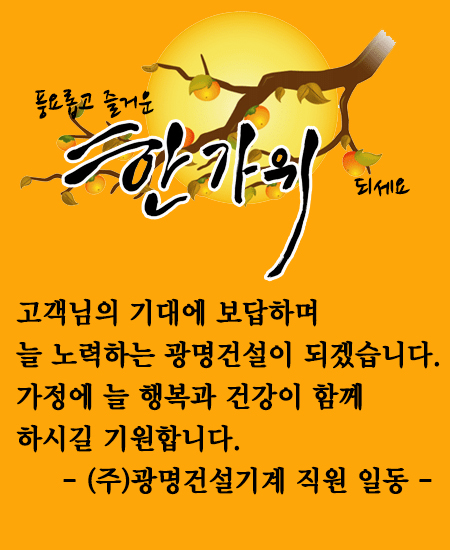 풍요롭고 즐거운
한가위
되세요
고객님의 기대에 보답하며
늘 노력하는 광명건설이 되겠습니다.
가정에 늘 행복과 건강이 함께
하시길 기원합니다.
- (주)광명건설기계 직원 일동 -